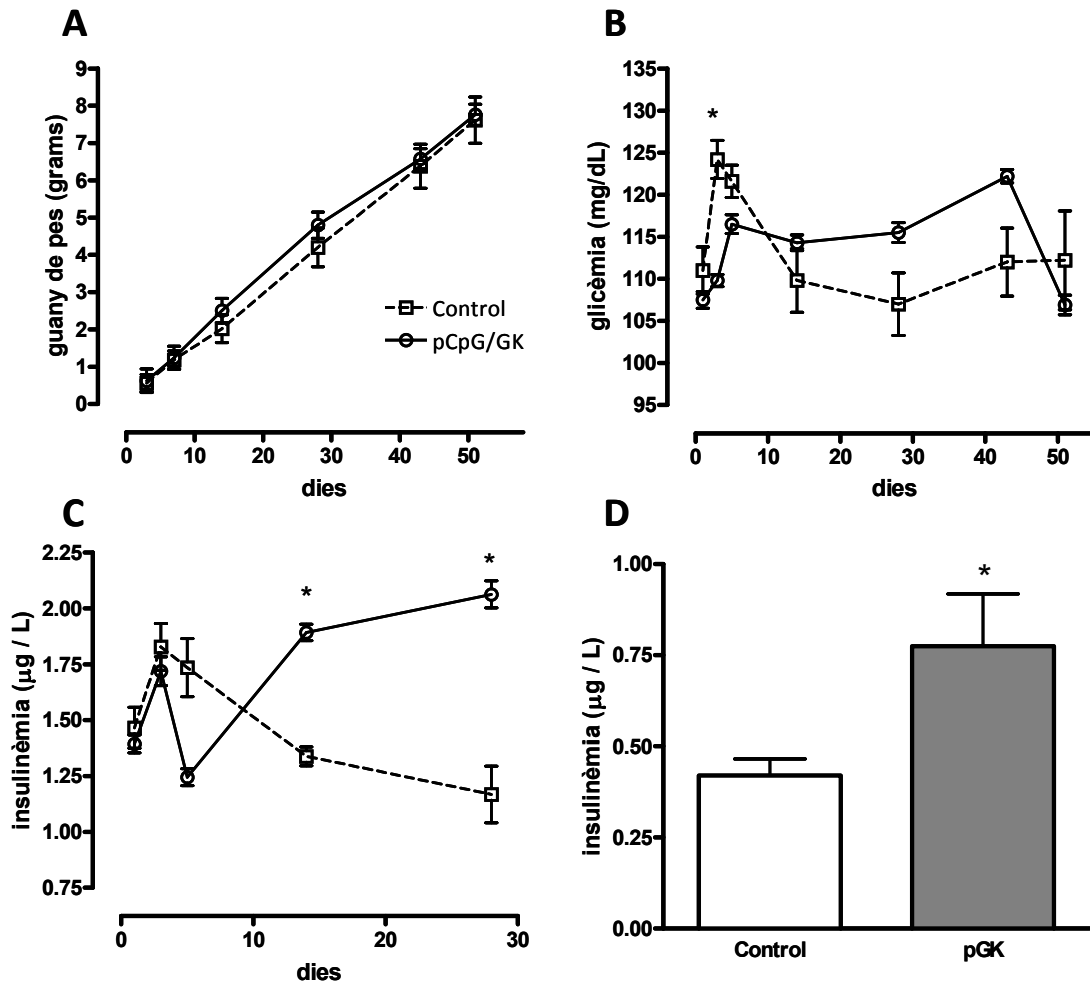 A
guany de pes (grams)
9
8
7
6
5
4
3
2
1
0
Control
pCpG/GK
0 10 20 30 40 50
dies
B
glicèmia (mg/dL)
135
130
125
120
115
110
105
100
95
*
0 10 20 30 40 50
dies
C
insulinèmia (μg / L)
2.25
2.00
1.75
1.50
1.25
1.00
0.75
*
*
0 10 20 30
dies
D
insulinèmia (μg / L)
1.00
0.75
0.50
0.25
0.00
*
Control pGK